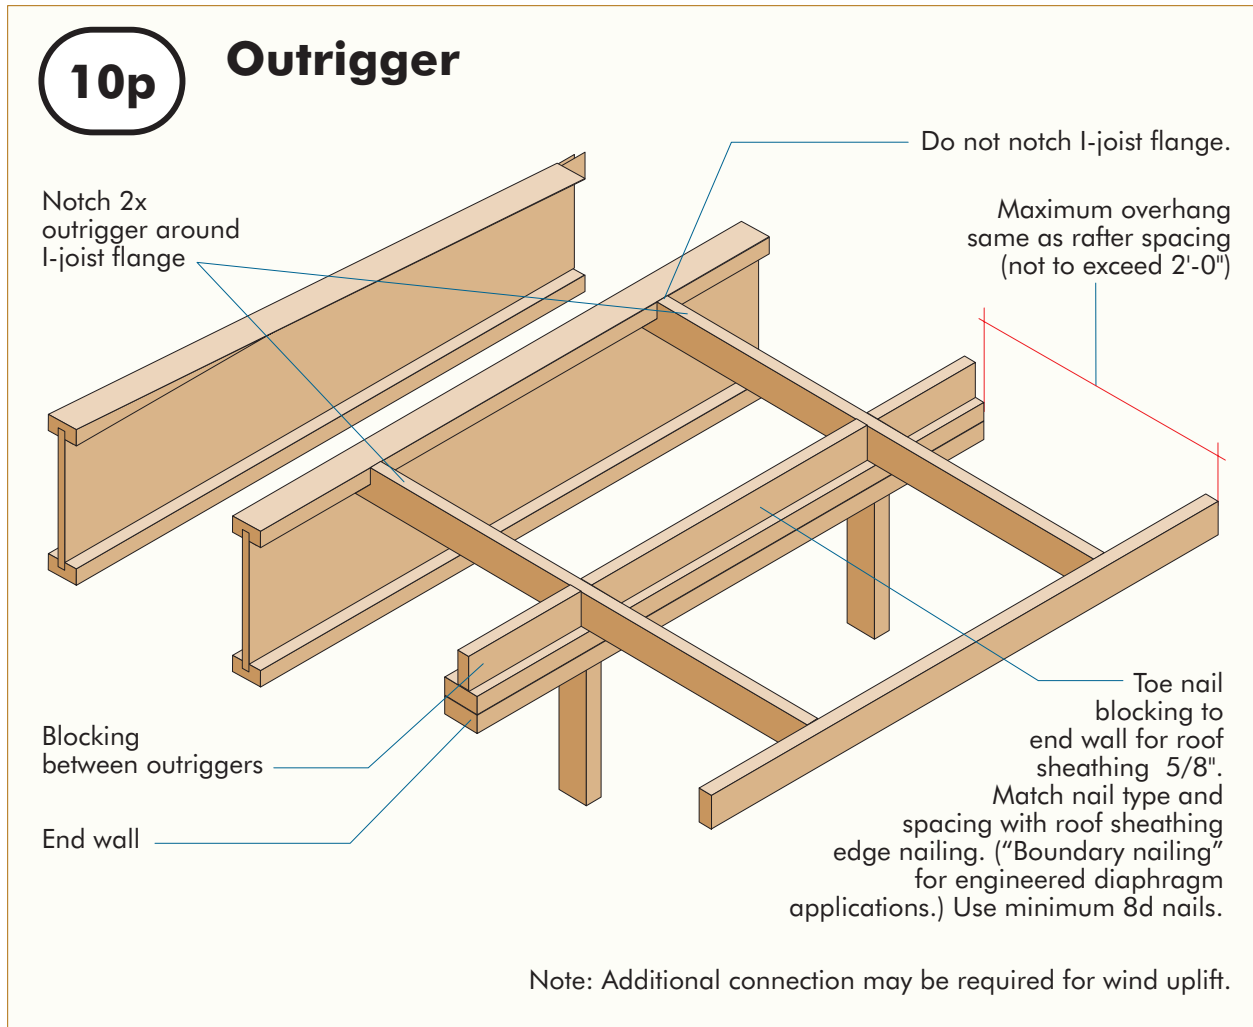 10p
Outrigger
Do not notch I-joist flange.
Notch 2x
outrigger around
I-joist flange
Maximum overhang
same as rafter spacing
(not to exceed 2'-0")
Toe nail
blocking to
end wall for roof
sheathing 5/8".
Match nail type and
spacing with roof sheathing
edge nailing. (“Boundary nailing”
for engineered diaphragm
applications.) Use minimum 8d nails.
Blocking
between outriggers
End wall
Note: Additional connection may be required for wind uplift.